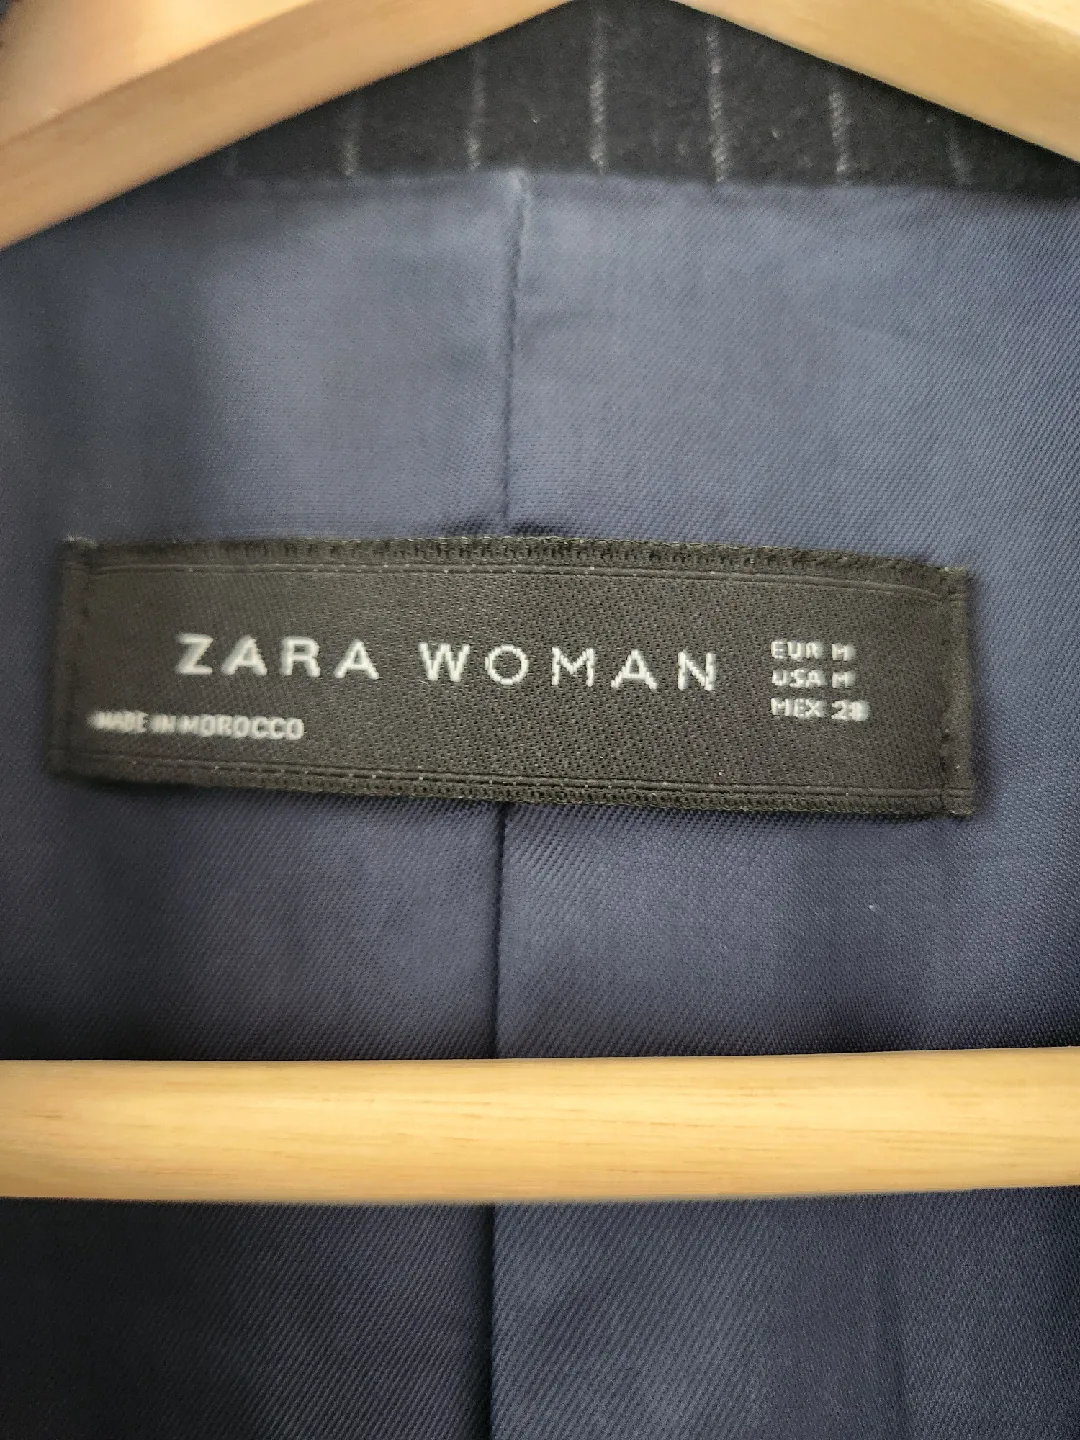 ZARA WOMAN
EUR M
USA M
MEX 28
MADE IN MOROCCO